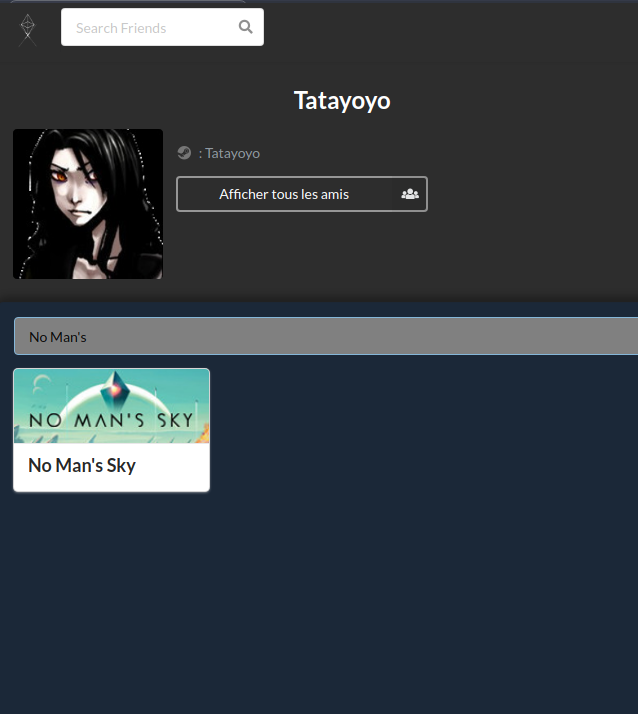 Search Friends
Tatayoyo
: Tatayoyo
Afficher tous les amis
No Man's
NO MAN'S SKY
No Man's Sky